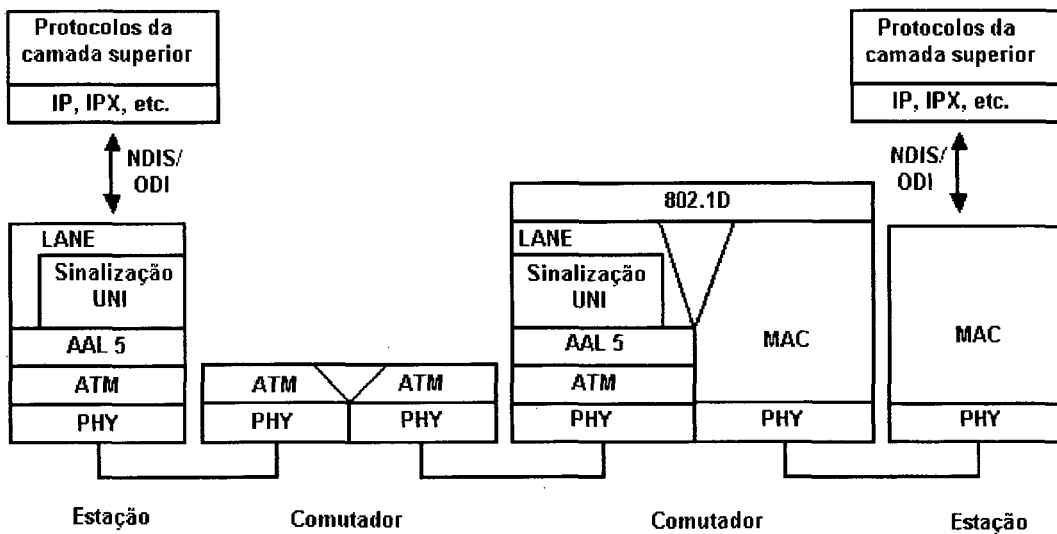 Protocolos da
camada superior
IP, IPX, etc.
NDIS/
ODI
LANE
Sinalização
UNI
AAL 5
ATM
PHY
ATM
ATM
PHY
PHY
802.1D
LANE
Sinalização
UNI
AAL 5
ATM
PHY
MAC
PHY
Protocolos da
camada superior
IP, IPX, etc.
NDIS/
ODI
MAC
PHY
Estação
Comutador
Comutador
Estação